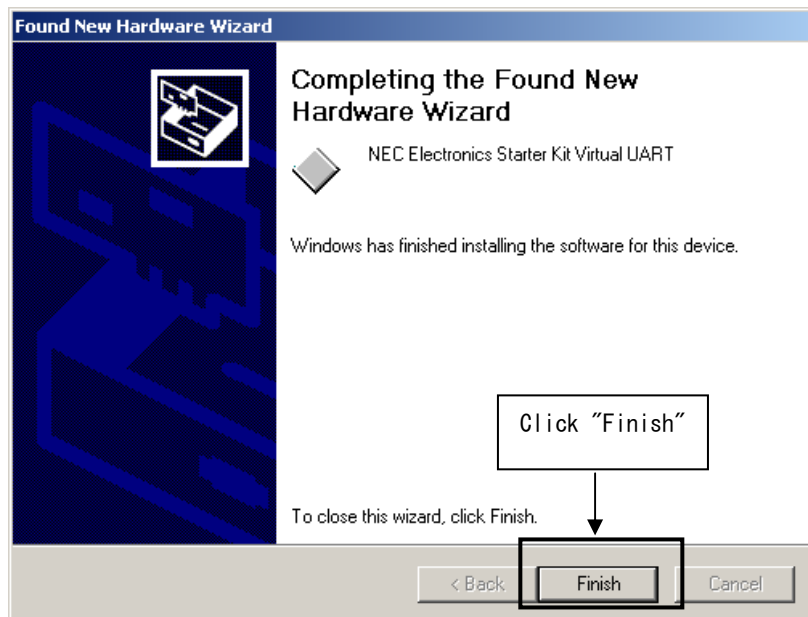 Found New Hardware Wizard
Completing the Found New
Hardware Wizard
NEC Electronics Starter Kit Virtual UART
Windows has finished installing the software for this device.
Click "Finish"
To close this wizard, click Finish.
< Back
Finish
Cancel